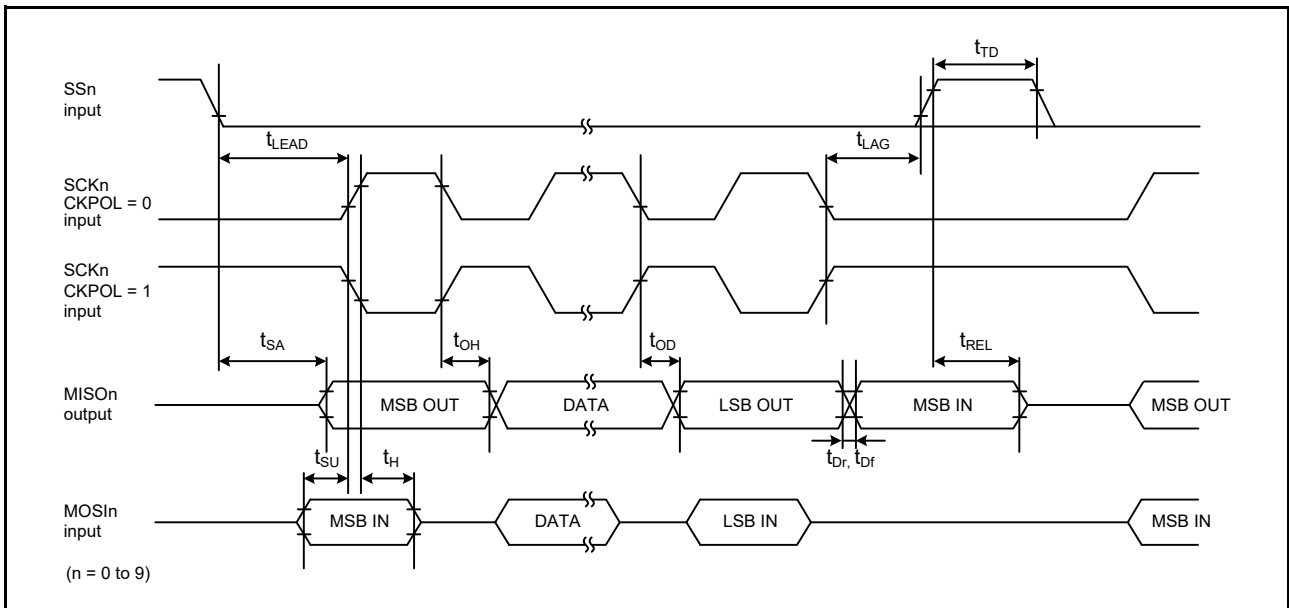 SSn
input
tTD
tLEAD
tLAG
SCKn
CKPOL = 0
input
SCKn
CKPOL = 1
input
tSA
tOH
tOD
tREL
MISOn
output
MSB OUT
DATA
LSB OUT
MSB IN
MSB OUT
tSU
tH
tDr, tDf
MOSIn
input
MSB IN
DATA
LSB IN
MSB IN
(n = 0 to 9)